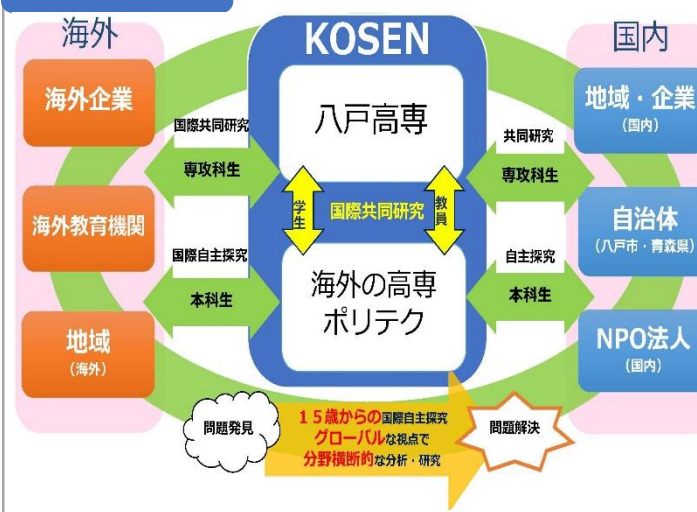 海外
KOSEN
国内
海外企業
海外教育機関
地域
(海外)
国際共同研究
専攻科生
国際自主探究
本科生
八戸高専
学生
国際共同研究
教員
海外の高専
ポリテク
共同研究
専攻科生
自主探究
本科生
地域・企業
(国内)
自治体
(八戸市・青森県)
NPO法人
(国内)
問題発見
15歳からの国際自主探究
グローバルな視点で
分野横断的な分析・研究
問題解決